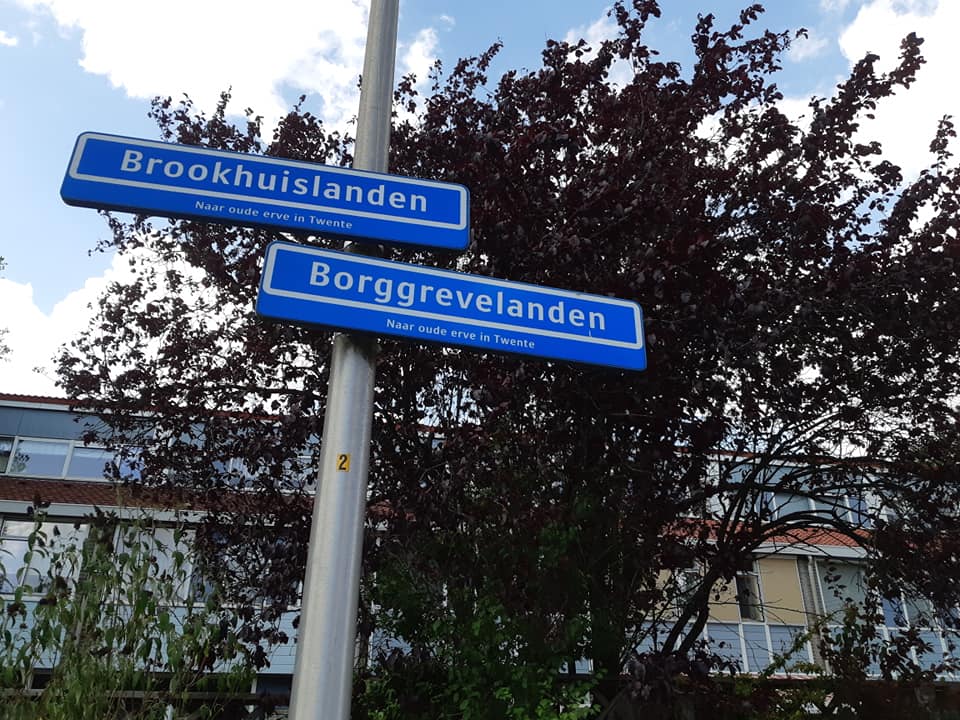 Brookhuislanden
Naar oude erve in Twente
Borggrevelanden
Naar oude erve in Twente
2